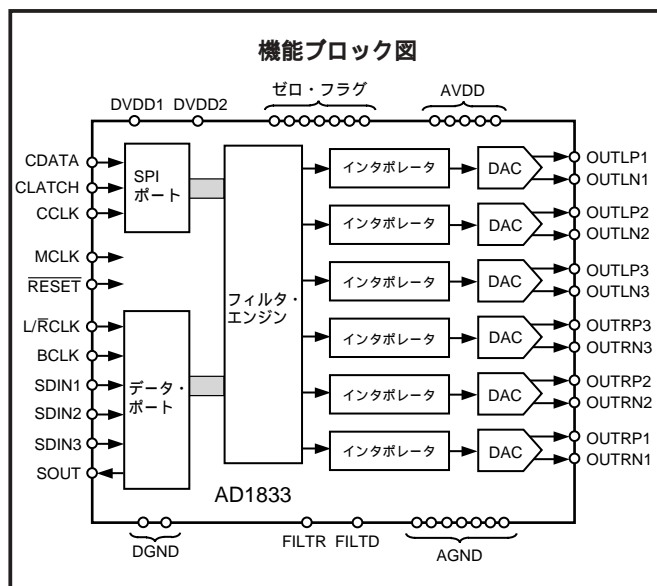 機能ブロック図
DVDD1
DVDD2
ゼロ・フラグ
AVDD
CDATA
CLATCH
CCLK
MCLK
RESET
L/RCLK
BCLK
SDIN1
SDIN2
SDIN3
SOUT
SPI
ポート
データ・
ポート
フィルタ・
エンジン
インタポレータ
DAC
OUTLP1
OUTLN1
インタポレータ
DAC
OUTLP2
OUTLN2
インタポレータ
DAC
OUTLP3
OUTLN3
インタポレータ
DAC
OUTRP3
OUTRN3
インタポレータ
DAC
OUTRP2
OUTRN2
インタポレータ
DAC
OUTRP1
OUTRN1
AD1833
DGND
FILTR
FILTD
AGND